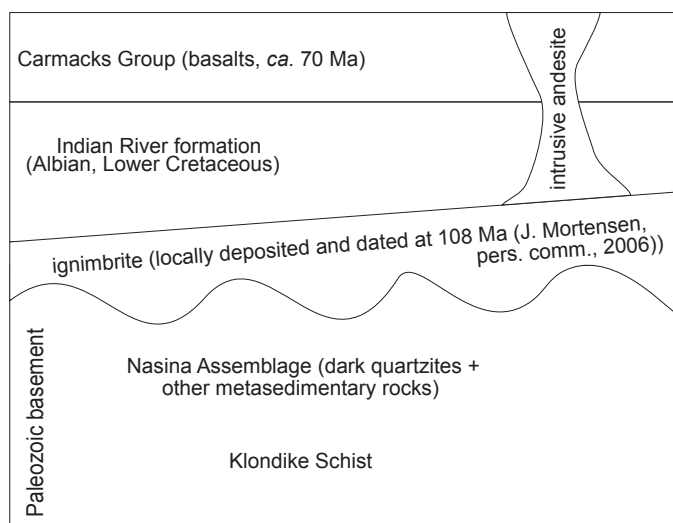 Carmacks Group (basalts, ca. 70 Ma)
intrusive andesite
Indian River formation
(Albian, Lower Cretaceous)
ignimbrite (locally deposited and dated at 108 Ma (J. Mortensen,
pers. comm., 2006))
Paleozoic basement
Nasina Assemblage (dark quartzites +
other metasedimentary rocks)
Klondike Schist